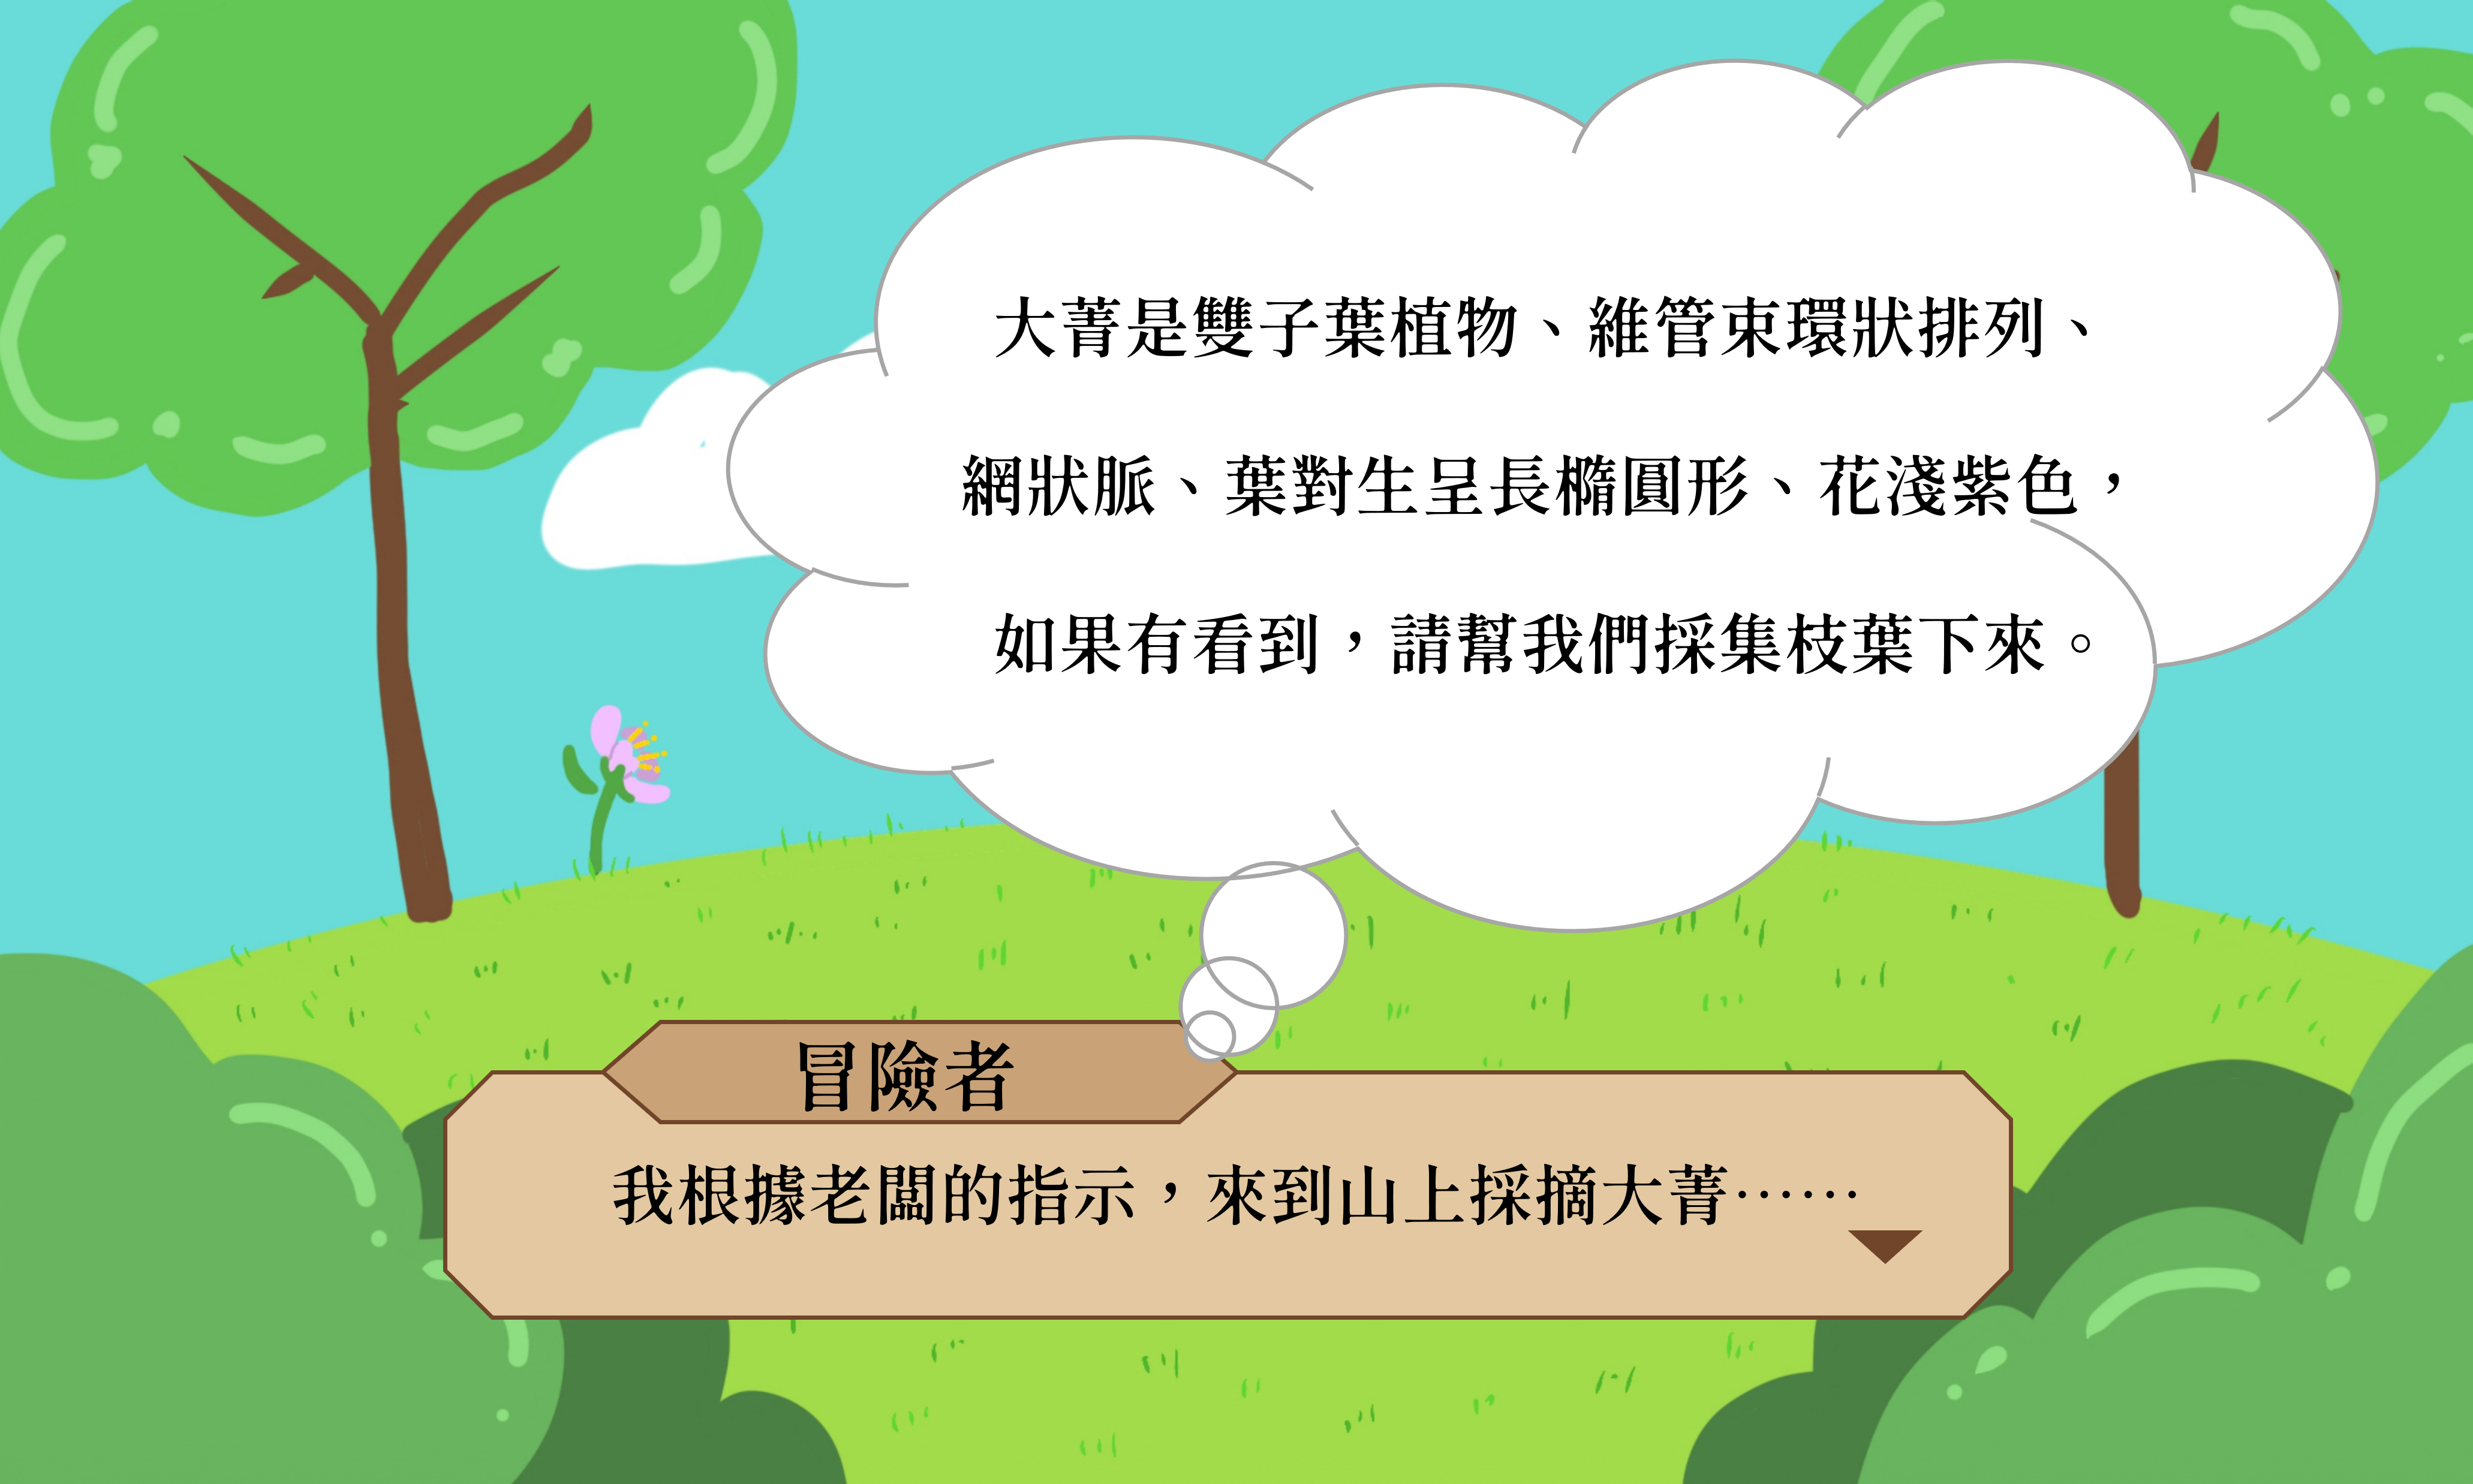 大菁是雙子葉植物、維管束環狀排列、
網狀脈、葉對生呈長橢圓形、花淺紫色，
如果有看到，請幫我們採集枝葉下來。
冒險者
我根據老闆的指示，來到山上採摘大菁······